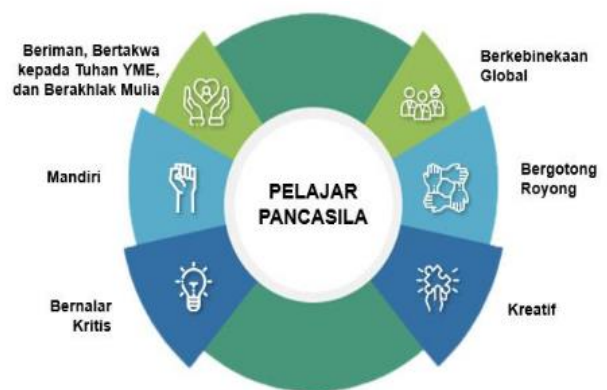 Beriman, Bertakwa
kepada Tuhan YME,
dan Berakhlak Mulia
Berkebinekaan
Global
Mandiri
PELAJAR
PANCASILA
Bergotong
Royong
Bernalar
Kritis
Kreatif